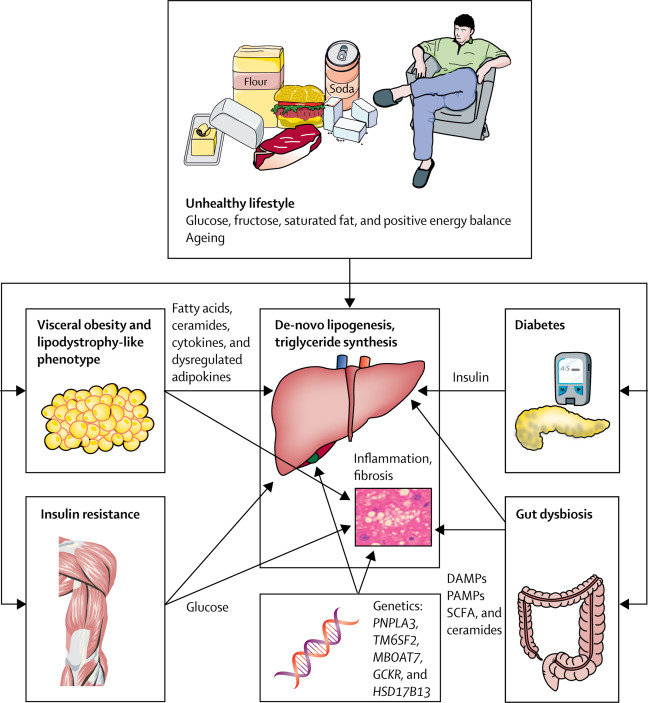 Flour
Soda
Unhealthy lifestyle
Glucose, fructose, saturated fat, and positive energy balance
Ageing
Visceral obesity and
lipodystrophy-like
phenotype
Fatty acids,
ceramides,
cytokines, and
dysregulated
adipokines
De-novo lipogenesis,
triglyceride synthesis
Insulin
Diabetes
Inflammation,
fibrosis
Insulin resistance
Glucose
Genetics:
PNPLA3,
TM6SF2,
MBOAT7,
GCKR, and
HSD17B13
DAMPs
PAMPs
SCFA, and
ceramides
Gut dysbiosis